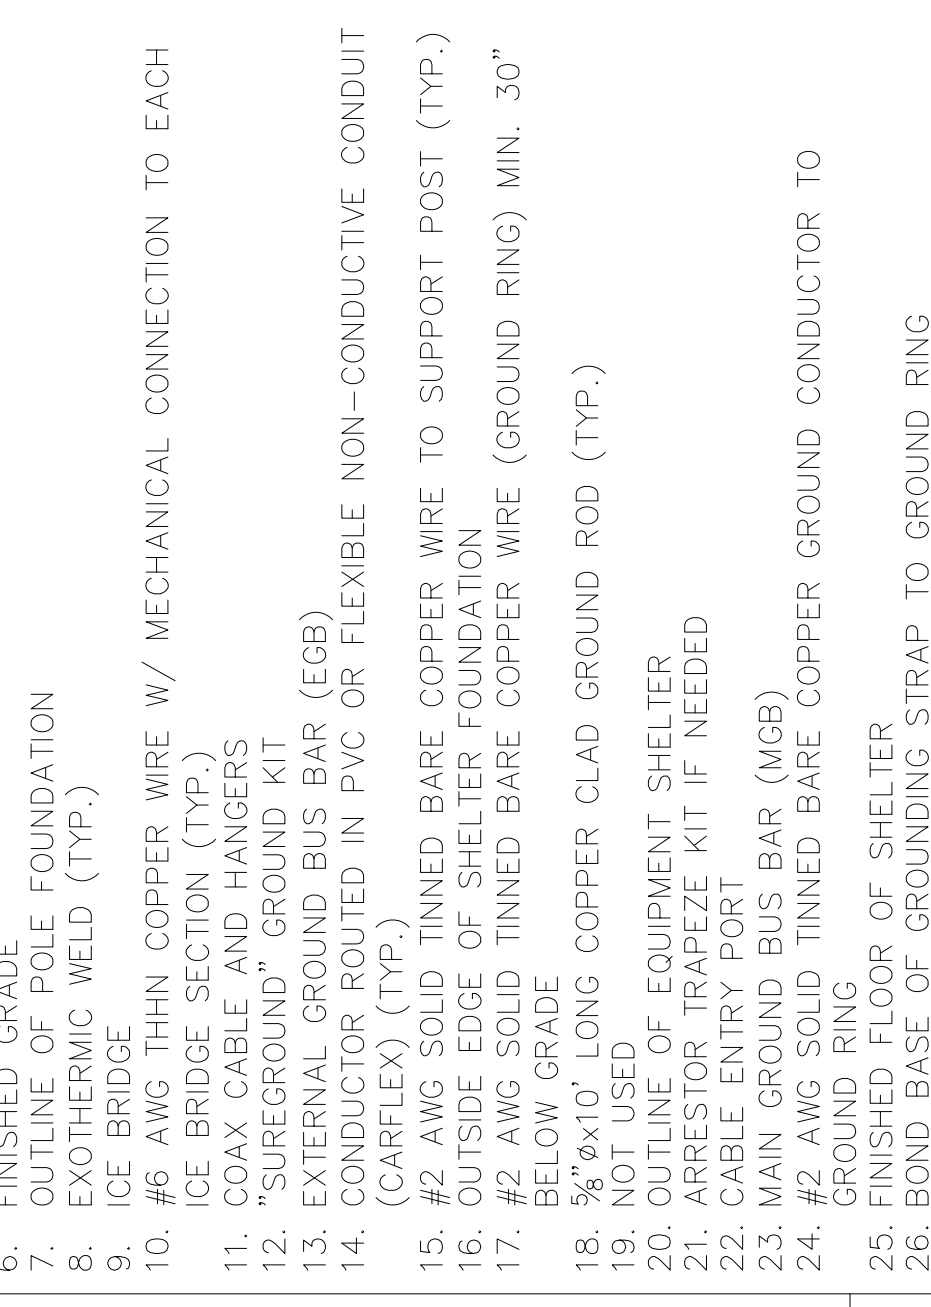 6. FINISHED GRADE
7. OUTLINE OF POLE FOUNDATION
8. EXOTHERMIC WELD (TYP.)
9. ICE BRIDGE
10. #6 AWG THHN COPPER WIRE W/ MECHANICAL CONNECTION TO EACH
ICE BRIDGE SECTION (TYP.)
11. COAX CABLE AND HANGERS
12. "SUREGROUND" GROUND KIT
13. EXTERNAL GROUND BUS BAR (EGB)
14. CONDUCTOR ROUTED IN PVC OR FLEXIBLE NON-CONDUCTIVE CONDUIT
(CARFLEX) (TYP.)
15. #2 AWG SOLID TINNED BARE COPPER WIRE TO SUPPORT POST (TYP.)
16. OUTSIDE EDGE OF SHELTER FOUNDATION
17. #2 AWG SOLID TINNED BARE COPPER WIRE (GROUND RING) MIN. 30"
BELOW GRADE
18. ⅝"øx10' LONG COPPER CLAD GROUND ROD (TYP.)
19. NOT USED
20. OUTLINE OF EQUIPMENT SHELTER
21. ARRESTOR TRAPEZE KIT IF NEEDED
22. CABLE ENTRY PORT
23. MAIN GROUND BUS BAR (MGB)
24. #2 AWG SOLID TINNED BARE COPPER GROUND CONDUCTOR TO
GROUND RING
25. FINISHED FLOOR OF SHELTER
26. BOND BASE OF GROUNDING STRAP TO GROUND RING